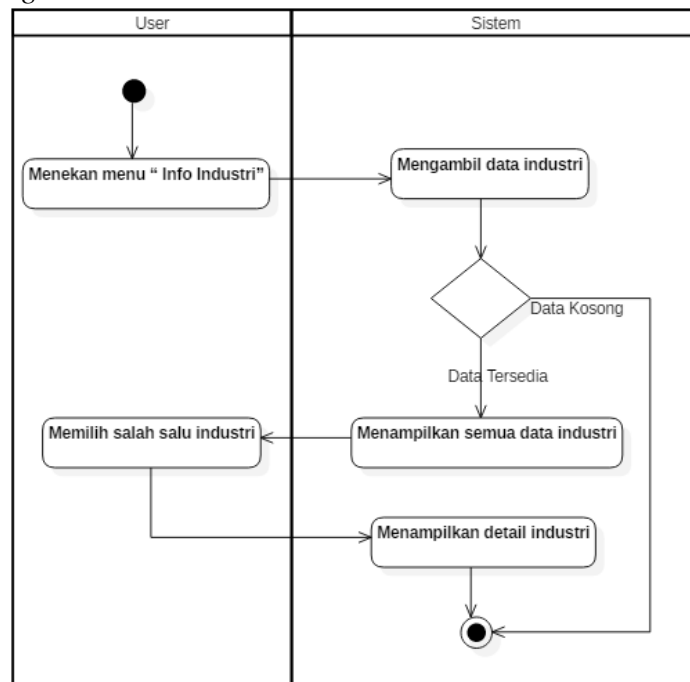 User
Sistem
Menekan menu “ Info Industri”
Mengambil data industri
Data Kosong
Data Tersedia
Menampilkan semua data industri
Memilih salah salu industri
Menampilkan detail industri